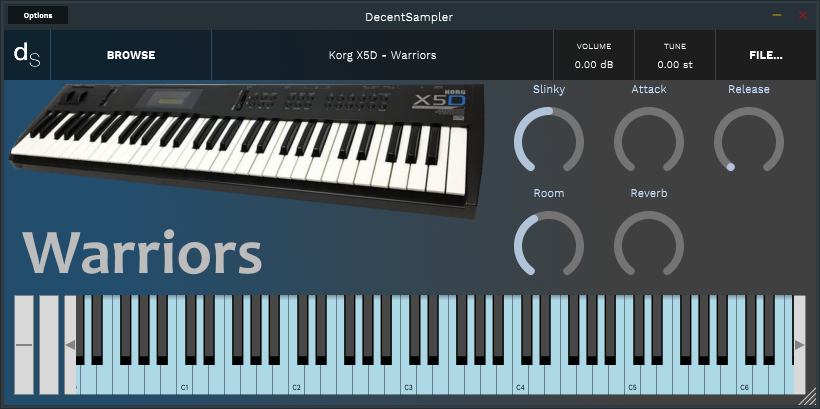 Options
DecentSampler
dS
BROWSE
Korg X5D - Warriors
VOLUME
0.00 dB
TUNE
0.00 st
FILE...
KORG
X5D
Slinky
Attack
Release
Room
Reverb
Warriors
C1
C2
C3
C4
C5
C6